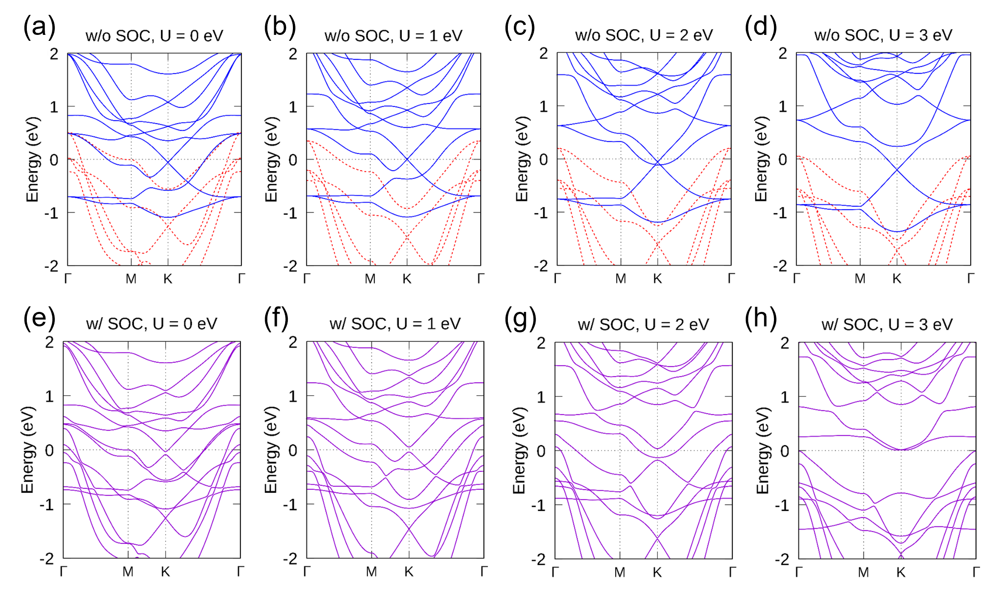 (a) (b) (c) (d)
w/o SOC, U = 0 eV w/o SOC, U = 1 eV w/o SOC, U = 2 eV w/o SOC, U = 3 eV
2 2 2 2
1 1 1 1
0 0 0 0
-1 -1 -1 -1
-2 -2 -2 -2
Energy (eV) Energy (eV) Energy (eV) Energy (eV)
Γ M K Γ Γ M K Γ Γ M K Γ Γ M K Γ
(e) (f) (g) (h)
w/ SOC, U = 0 eV w/ SOC, U = 1 eV w/ SOC, U = 2 eV w/ SOC, U = 3 eV
2 2 2 2
1 1 1 1
0 0 0 0
-1 -1 -1 -1
-2 -2 -2 -2
Energy (eV) Energy (eV) Energy (eV) Energy (eV)
Γ M K Γ Γ M K Γ Γ M K Γ Γ M K Γ